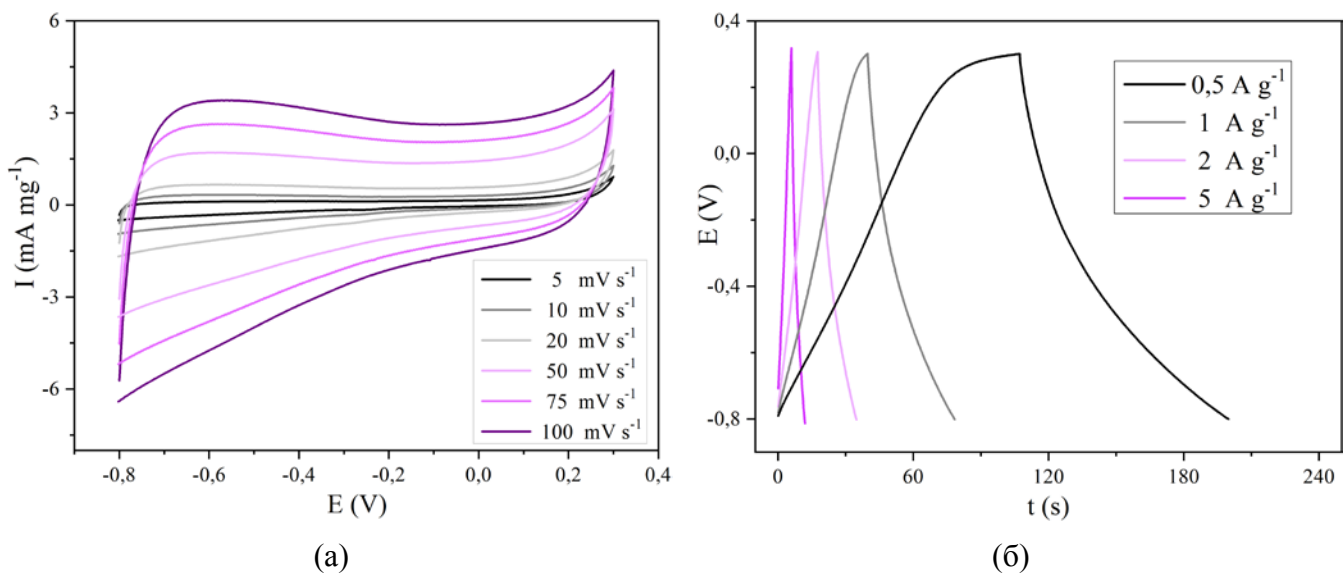 6
3
0
-3
-6
I (mA mg⁻¹)
-0,8
-0,6
-0,4
-0,2
0,0
0,2
0,4
E (V)
5 mV s⁻¹
10 mV s⁻¹
20 mV s⁻¹
50 mV s⁻¹
75 mV s⁻¹
100 mV s⁻¹
(а)
0,4
0,0
-0,4
-0,8
E (V)
0
60
120
180
240
t (s)
0,5 A g⁻¹
1 A g⁻¹
2 A g⁻¹
5 A g⁻¹
(б)